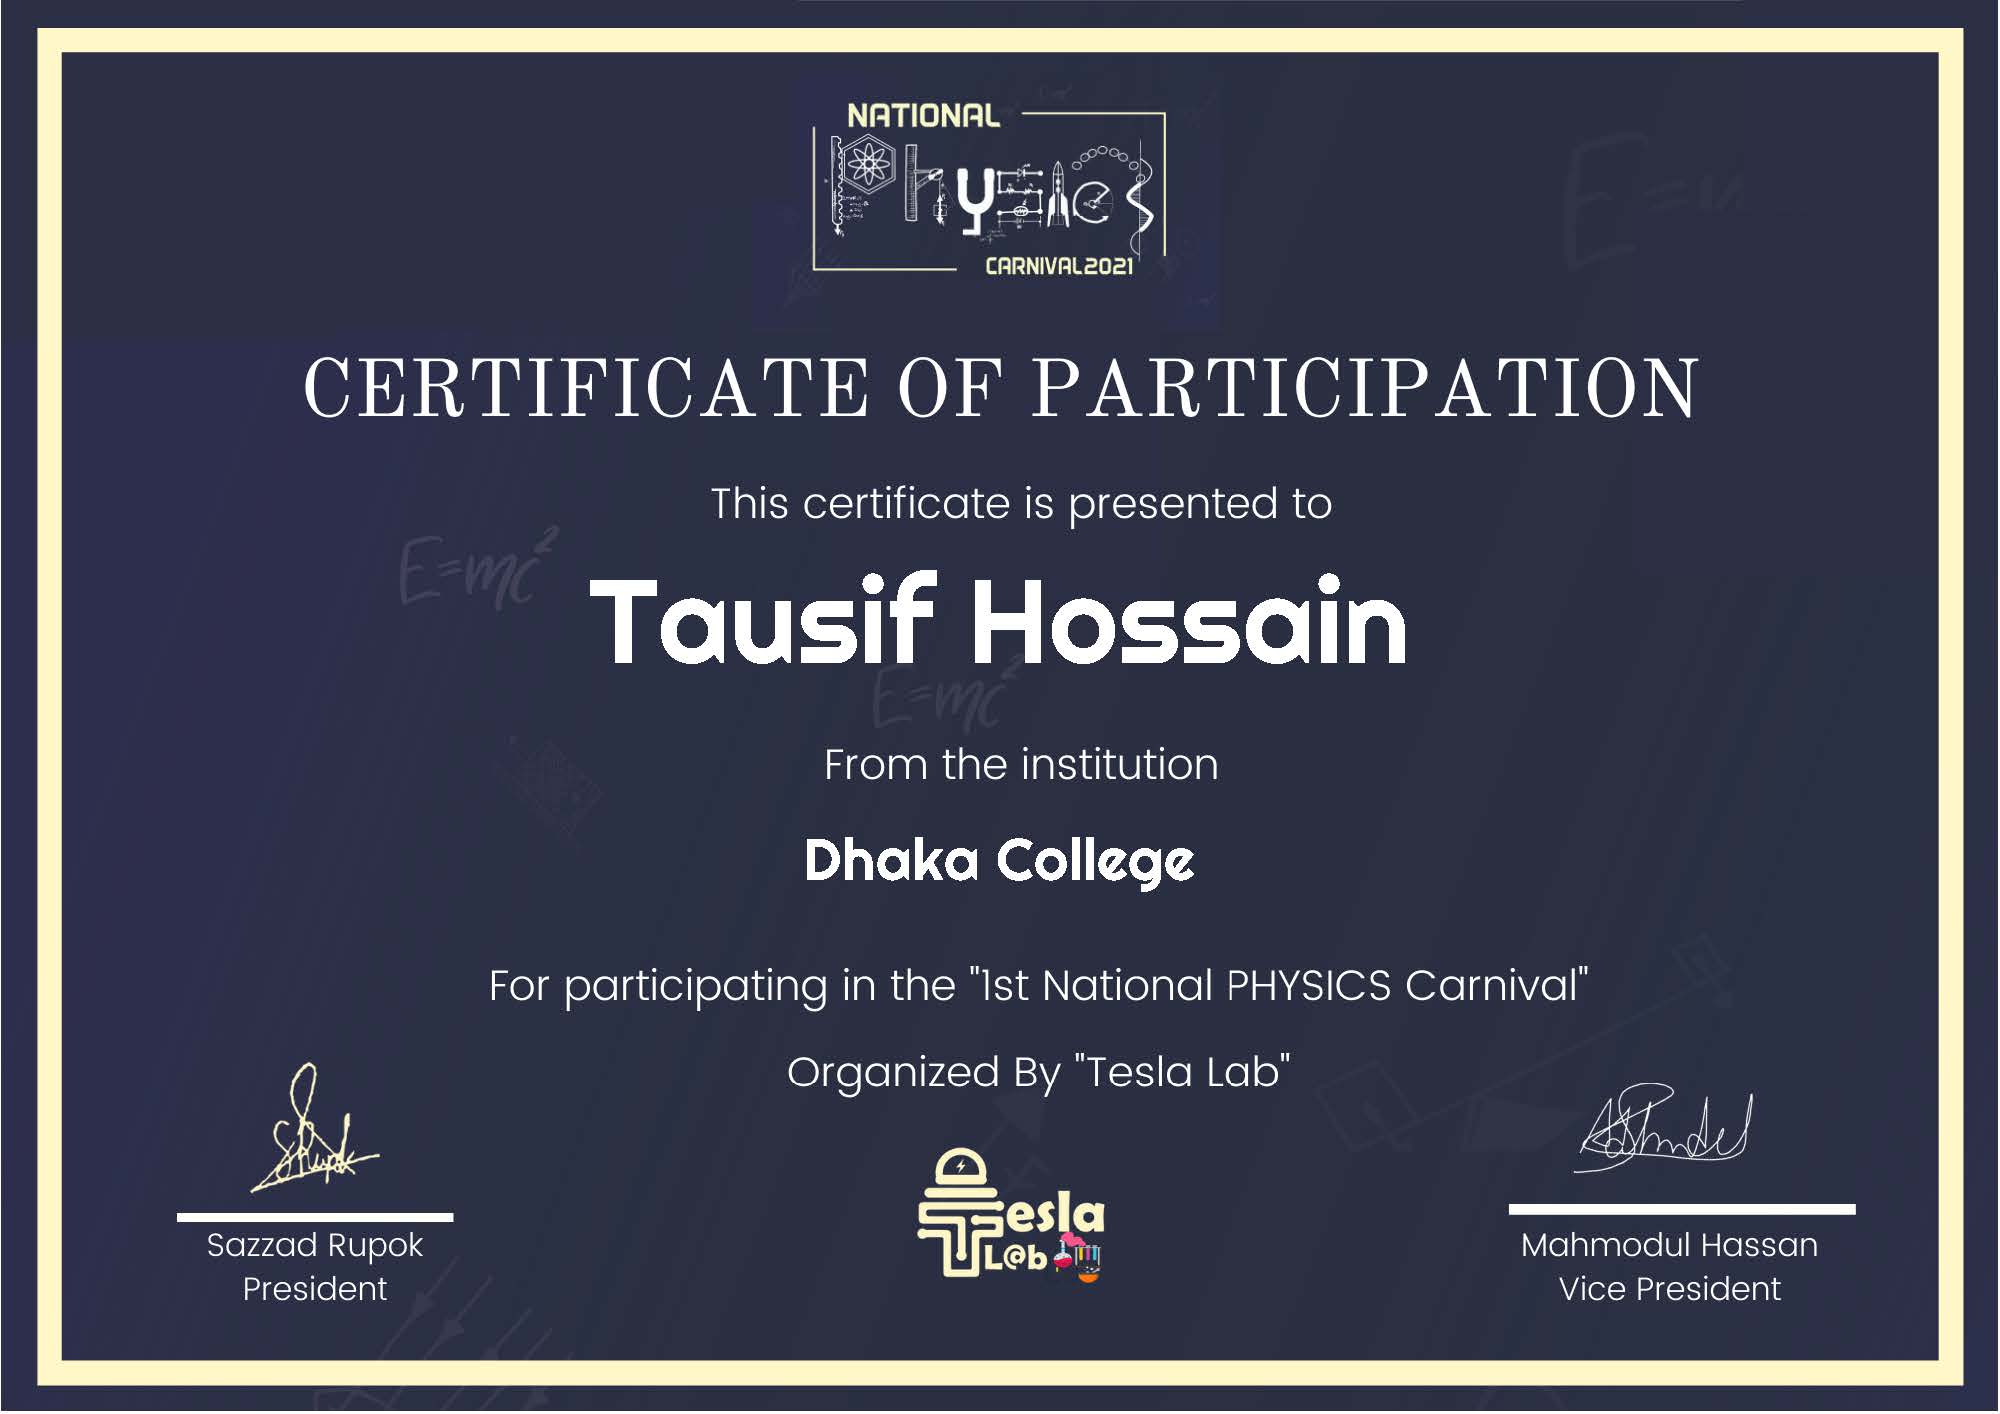 NATIONAL
Physics
CARNIVAL2021
CERTIFICATE OF PARTICIPATION
This certificate is presented to
E=mc²
Tausif Hossain
E=mc²
From the institution
Dhaka College
For participating in the "1st National PHYSICS Carnival"
Organized By "Tesla Lab"
Tesla
L@b
Sazzad Rupok
President
Mahmodul Hassan
Vice President